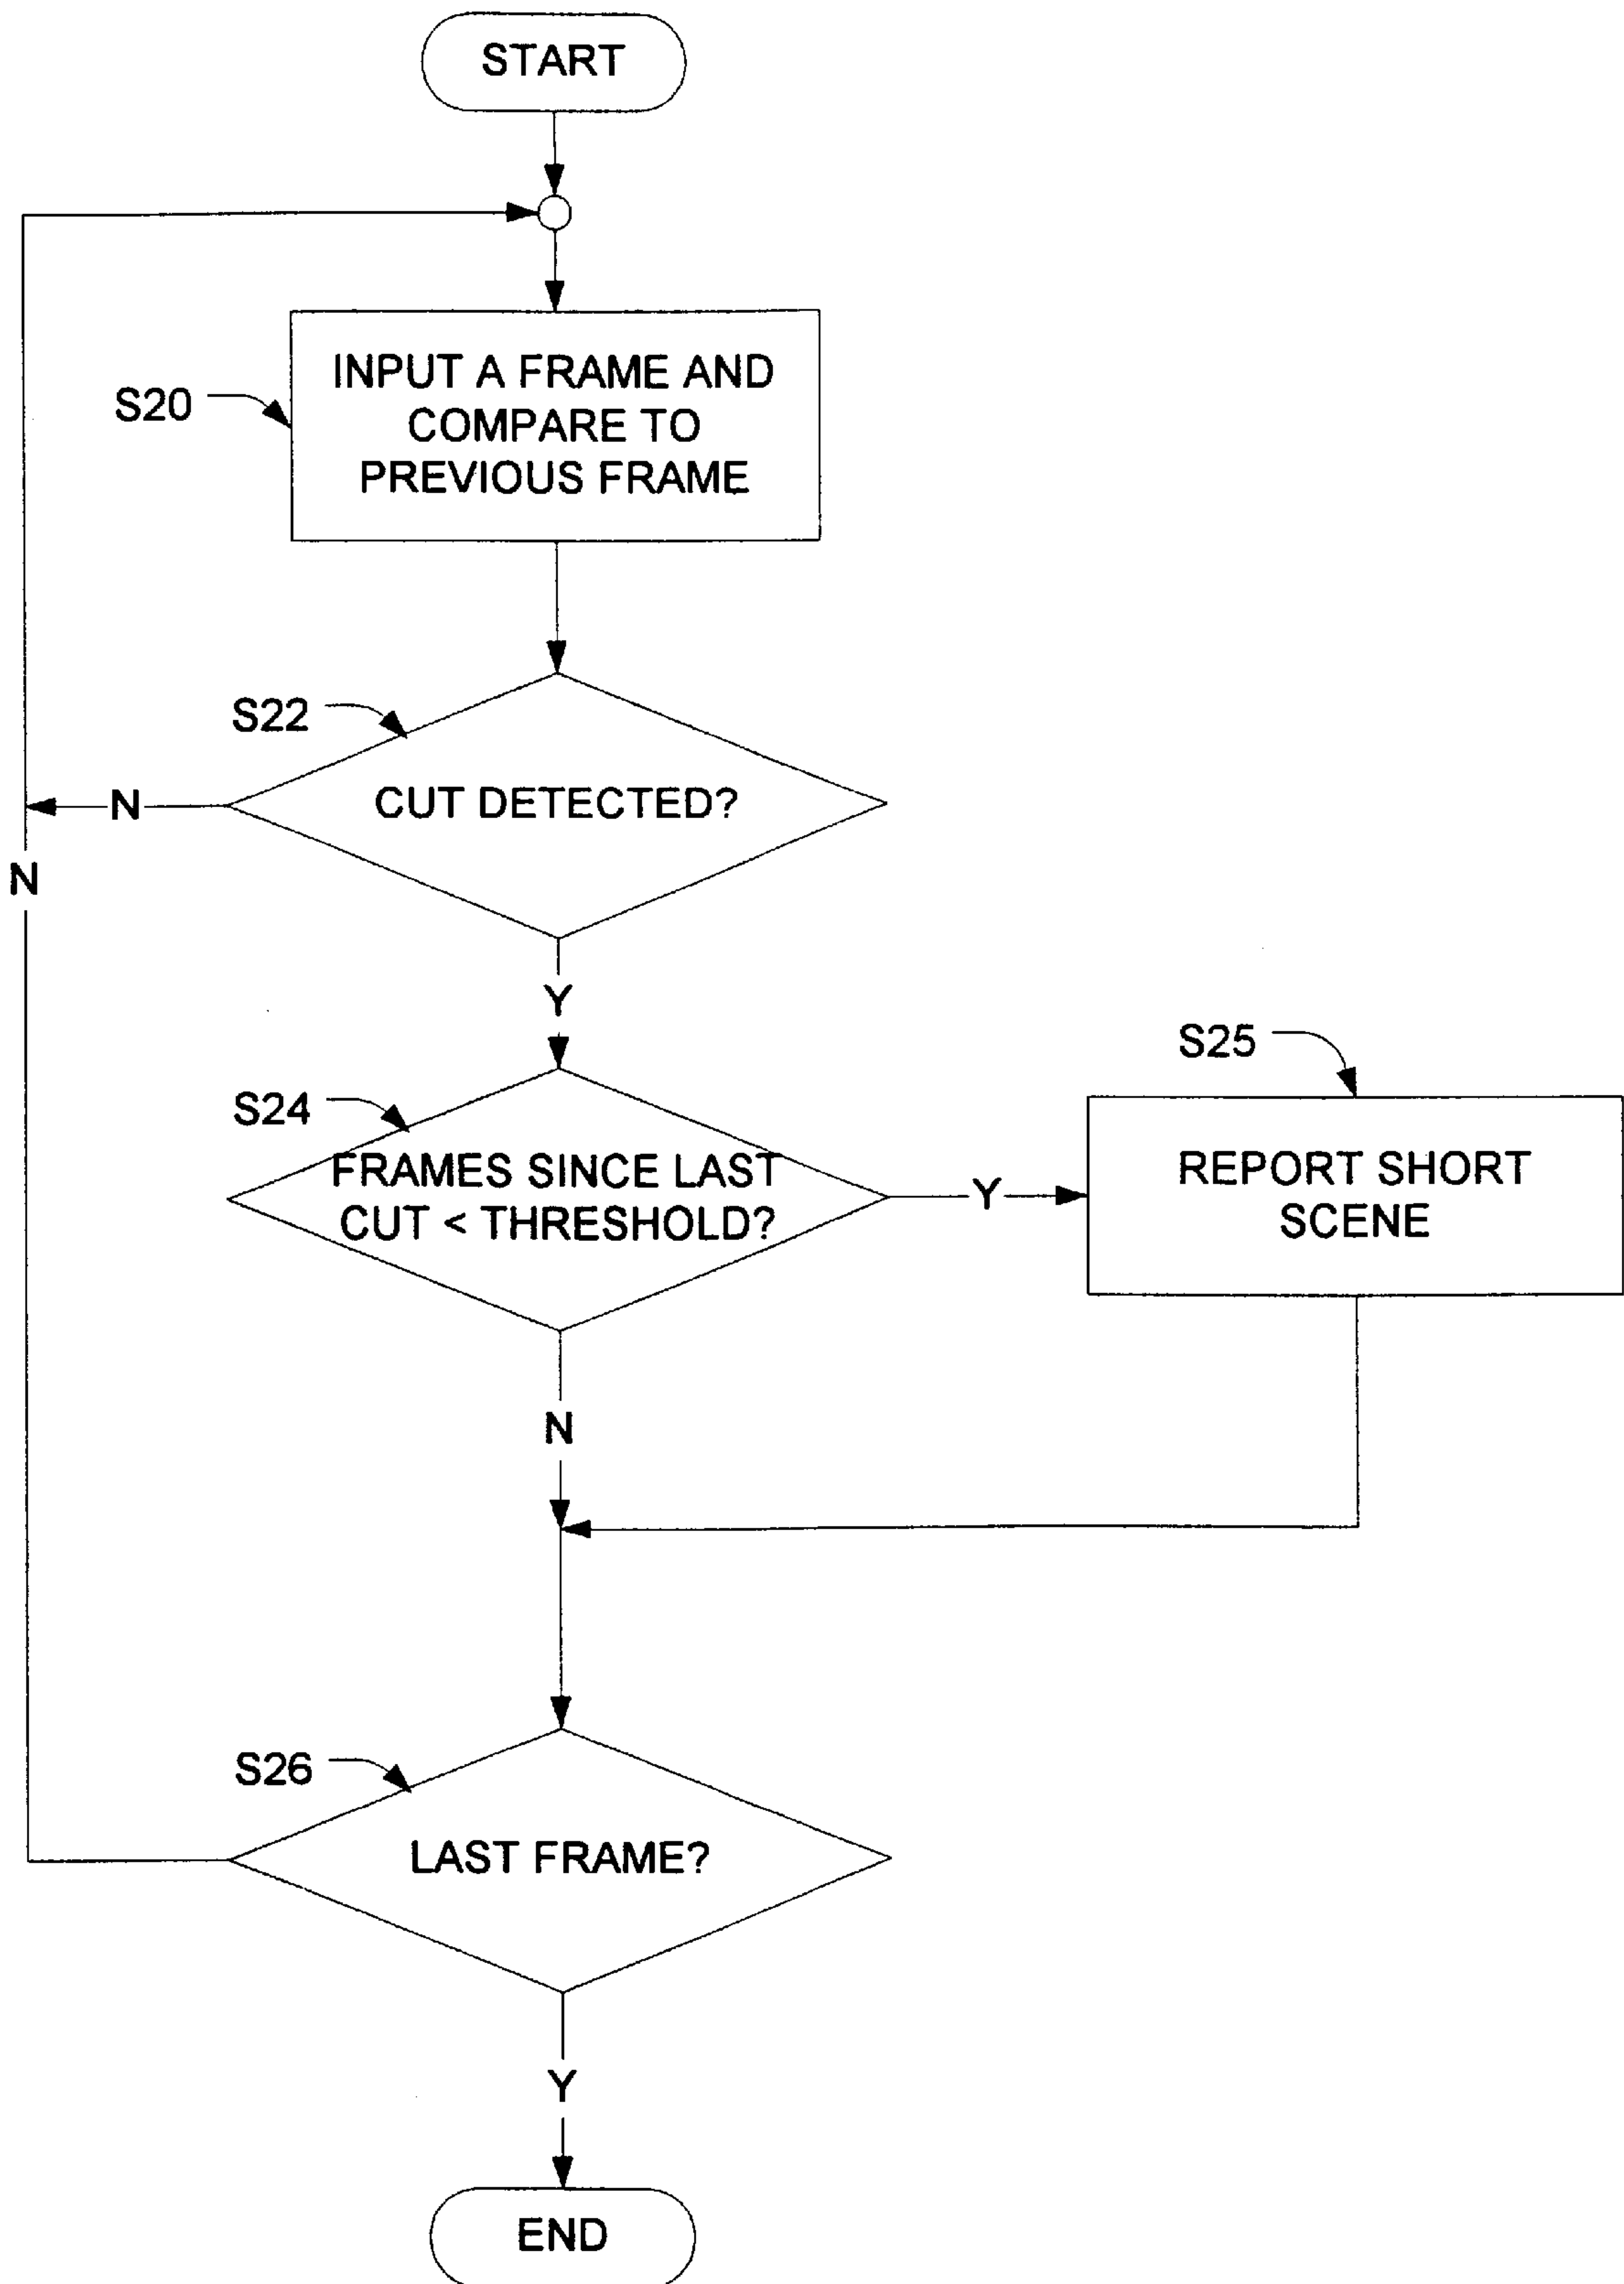 START
INPUT A FRAME AND
COMPARE TO
PREVIOUS FRAME
S20
S22
CUT DETECTED?
N
N
Y
S24
FRAMES SINCE LAST
CUT < THRESHOLD?
Y
S25
REPORT SHORT
SCENE
N
S26
LAST FRAME?
Y
END